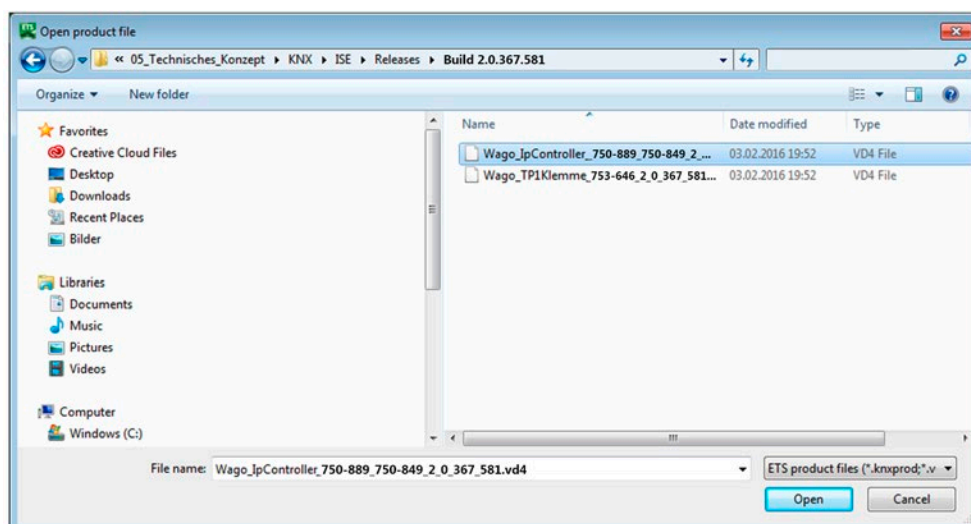 Open product file
« 05_Technisches_Konzept ▸ KNX ▸ ISE ▸ Releases ▸ Build 2.0.367.581
Organize ▾ New folder
Name Date modified Type
Favorites
Creative Cloud Files
Desktop
Downloads
Recent Places
Bilder
Libraries
Documents
Music
Pictures
Videos
Computer
Windows (C:)
Wago_IpController_750-889_750-849_2_... 03.02.2016 19:52 VD4 File
Wago_TP1Klemme_753-646_2_0_367_581... 03.02.2016 19:52 VD4 File
File name: Wago_IpController_750-889_750-849_2_0_367_581.vd4
ETS product files (*.knxprod;*.v
Open Cancel